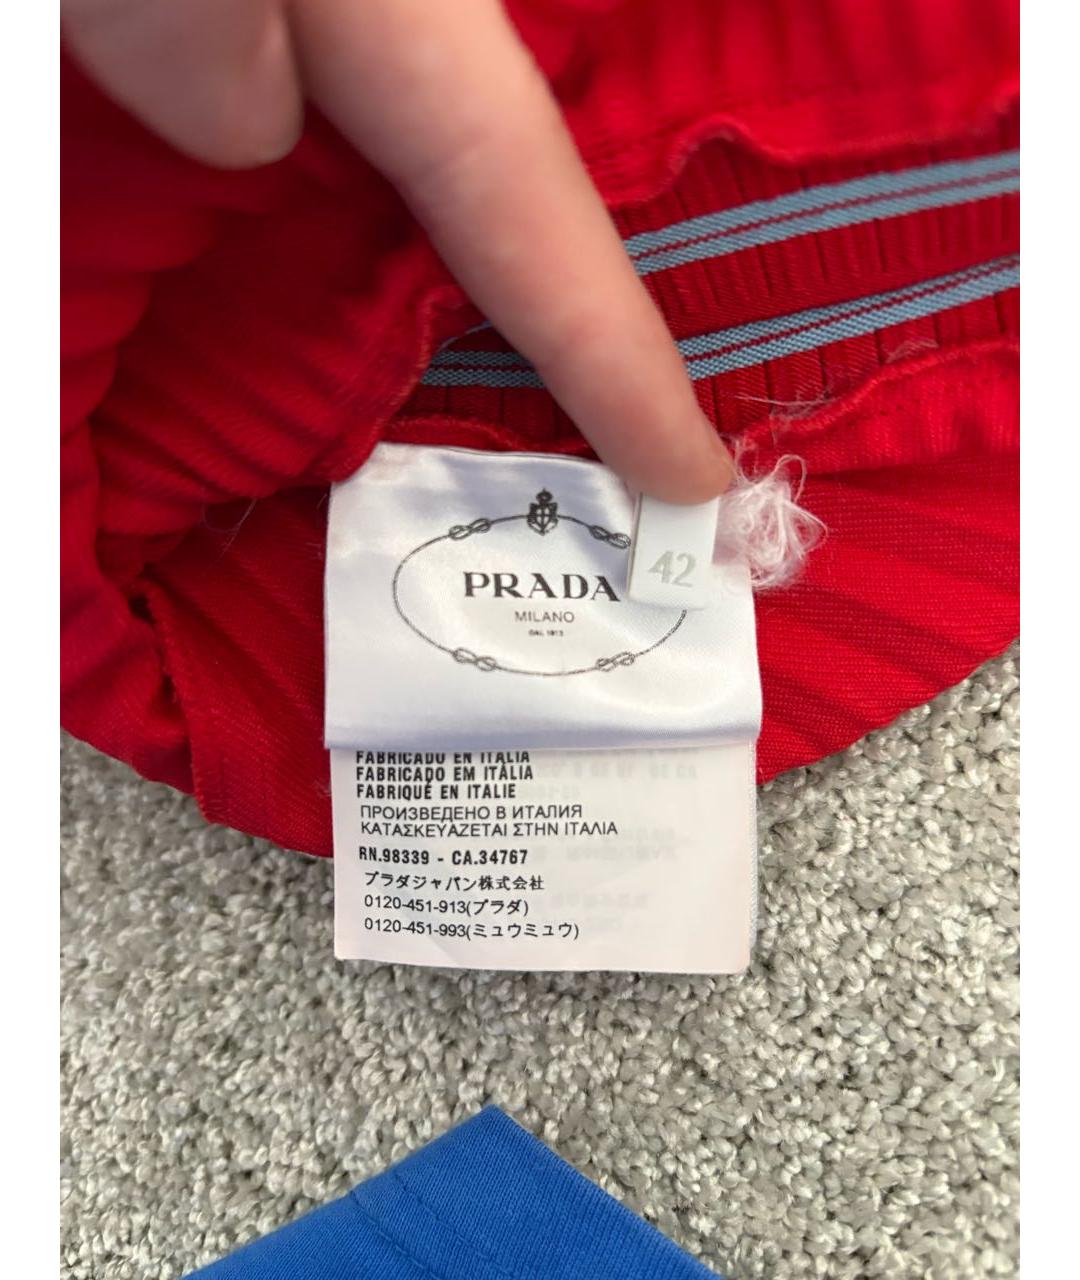 PRADA
MILANO
DAL 1913
42
FABRICADO EN ITALIA
FABRICADO EM ITÁLIA
FABRIQUÉ EN ITALIE
ПРОИЗВЕДЕНО В ИТАЛИЯ
ΚΑΤΑΣΚΕΥΑΖΕΤΑΙ ΣΤΗΝ ΙΤΑΛΙΑ
RN.98339 - CA.34767
プラダジャパン株式会社
0120-451-913(プラダ)
0120-451-993(ミュウミュウ)